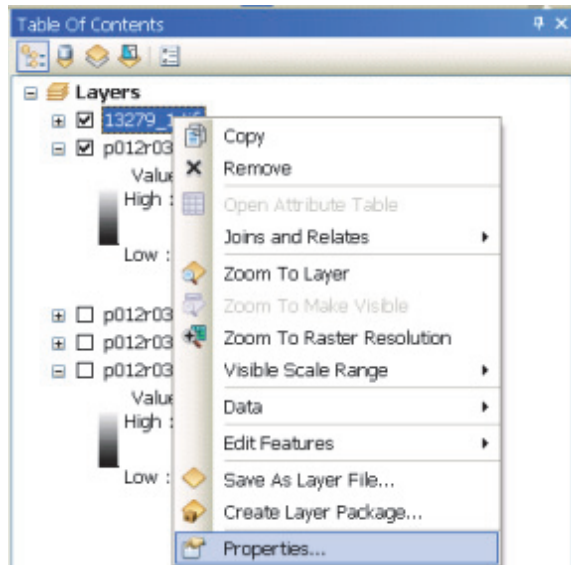 Table Of Contents
Layers
13279_1.tif
p012r03
Value
High :
Low :
p012r03
p012r03
p012r03
Value
High :
Low :
Copy
Remove
Open Attribute Table
Joins and Relates
Zoom To Layer
Zoom To Make Visible
Zoom To Raster Resolution
Visible Scale Range
Data
Edit Features
Save As Layer File...
Create Layer Package...
Properties...